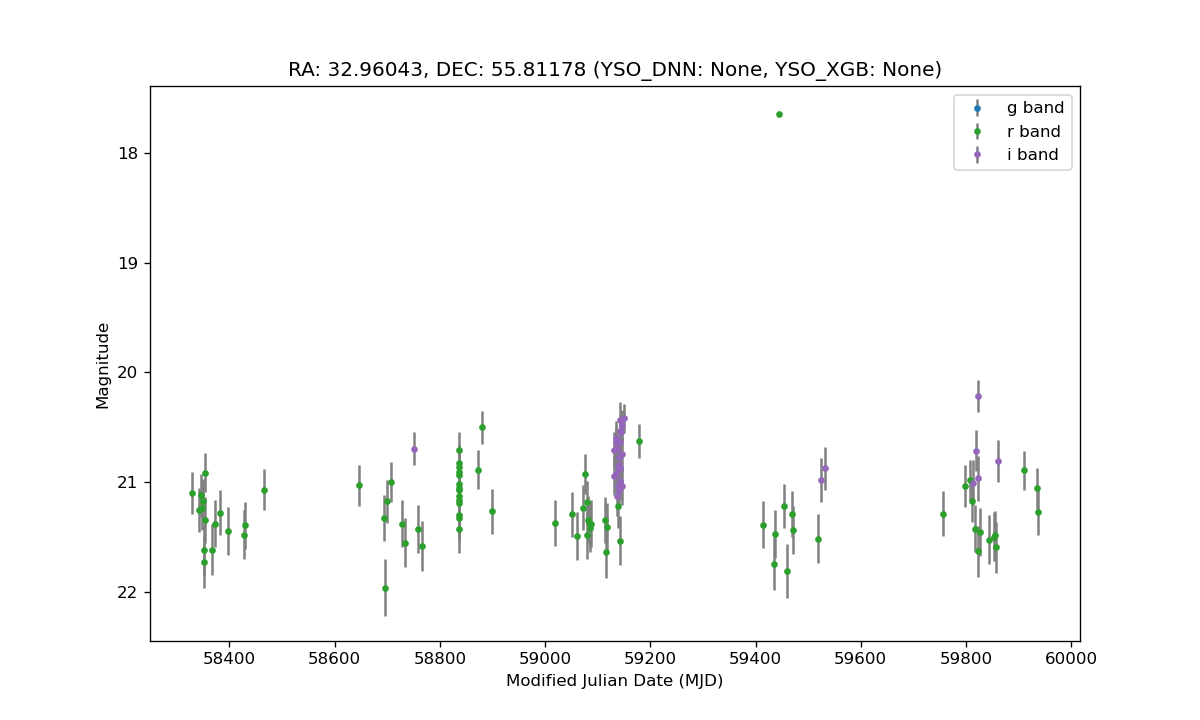 RA: 32.96043, DEC: 55.81178 (YSO_DNN: None, YSO_XGB: None)
g band
r band
i band
18
19
20
21
22
Magnitude
58400 58600 58800 59000 59200 59400 59600 59800 60000
Modified Julian Date (MJD)